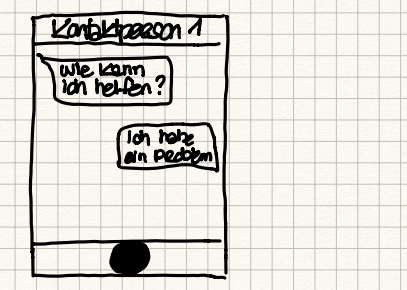 Kontaktperson 1
Wie kann
ich helfen?
Ich habe
ein Problem